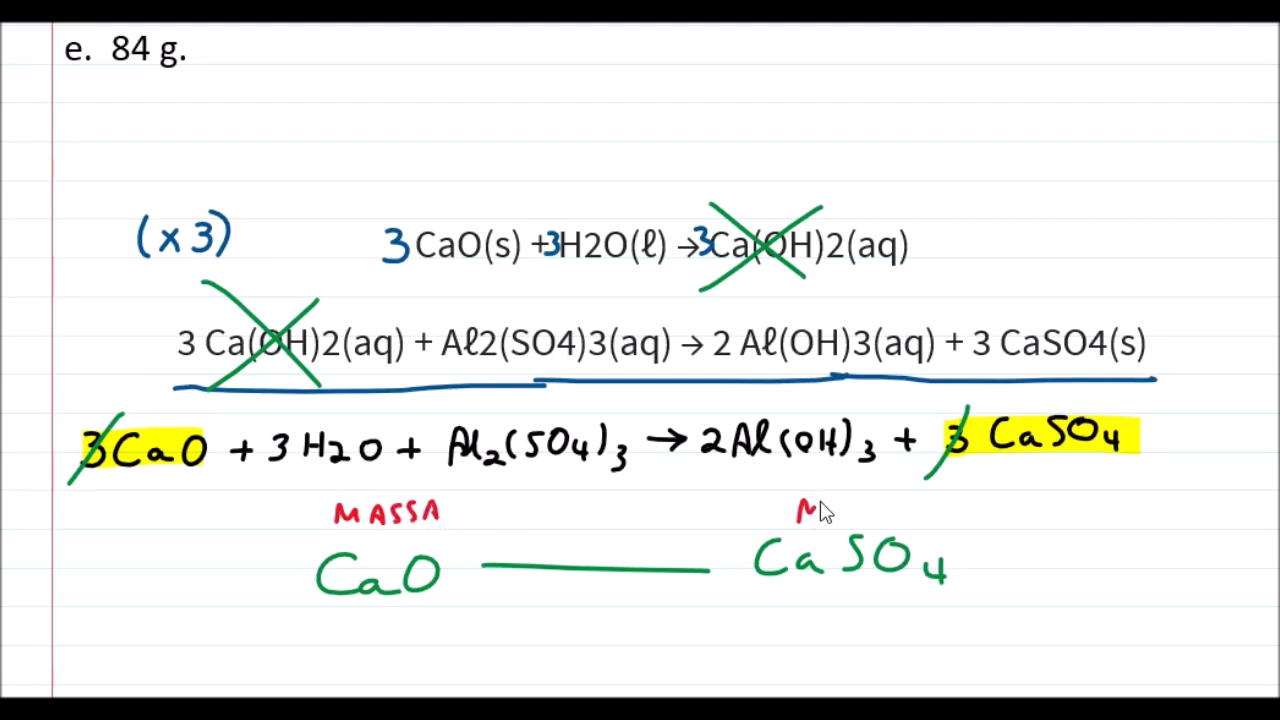 e. 84 g.
(x 3) 3 CaO(s) + 3 H2O(ℓ) → 3 Ca(OH)2(aq)
3 Ca(OH)2(aq) + Aℓ2(SO4)3(aq) → 2 Aℓ(OH)3(aq) + 3 CaSO4(s)
3 CaO + 3 H2O + Al₂(SO₄)₃ → 2 Al(OH)₃ + 3 CaSO₄
MASSA M
CaO CaSO₄